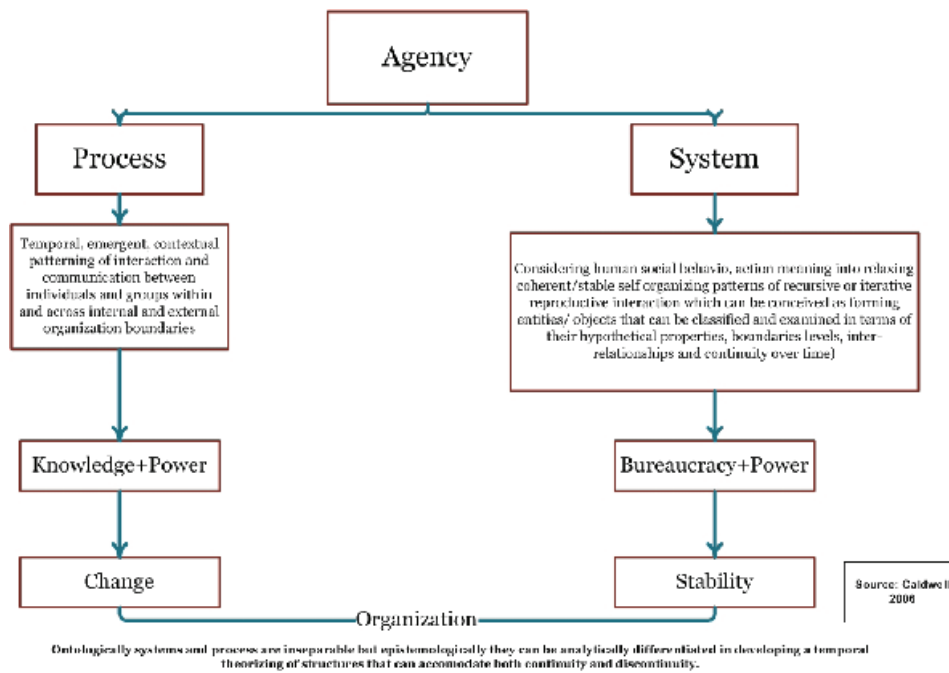 Agency
Process
System
Temporal, emergent, contextual
patterning of interaction and
communication between
individuals and groups within
and across internal and external
organization boundaries
Considering human social behavio, action meaning into relaxing
coherent/stable self organizing patterns of recursive or iterative
reproductive interaction which can be conceived as forming
entities/ objects that can be classified and examined in terms of
their hypothetical properties, boundaries levels, inter-
relationships and continuity over time)
Knowledge+Power
Bureaucracy+Power
Change
Stability
Organization
Source: Caldwell
2006
Ontologically systems and process are inseparable but epistemologically they can be analytically differentiated in developing a temporal
theorizing of structures that can accomodate both continuity and discontinuity.